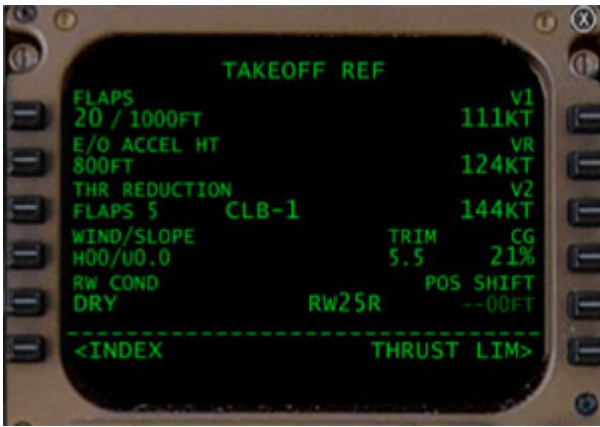 X
TAKEOFF REF
FLAPS V1
20 / 1000FT 111KT
E/O ACCEL HT VR
800FT 124KT
THR REDUCTION V2
FLAPS 5 CLB-1 144KT
WIND/SLOPE TRIM CG
H00/U0.0 5.5 21%
RW COND POS SHIFT
DRY RW25R --00FT
<INDEX THRUST LIM>